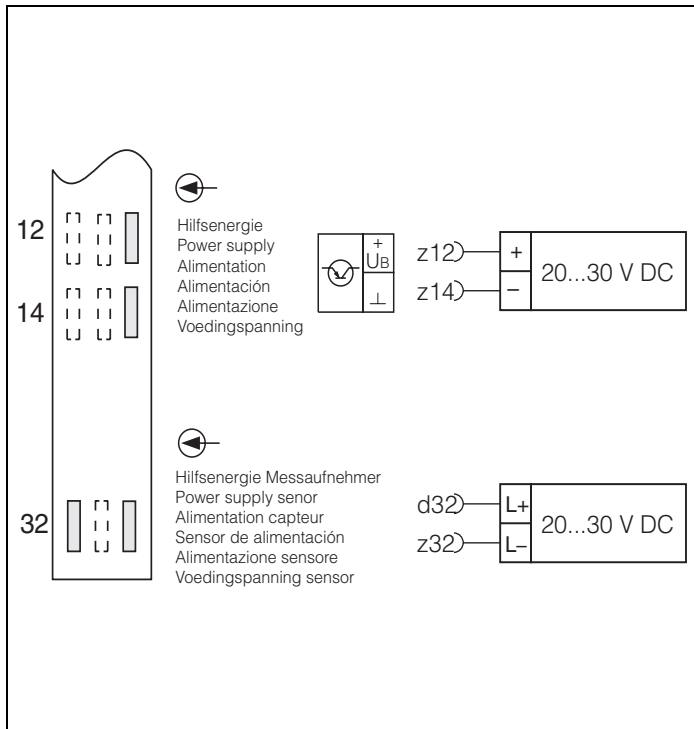 12
Hilfsenergie
Power supply
Alimentation
Alimentación
Alimentazione
Voedingspanning
+
UB
⊥
z12
+
20...30 V DC
z14
−
14
32
Hilfsenergie Messaufnehmer
Power supply senor
Alimentation capteur
Sensor de alimentación
Alimentazione sensore
Voedingspanning sensor
d32
L+
20...30 V DC
z32
L−